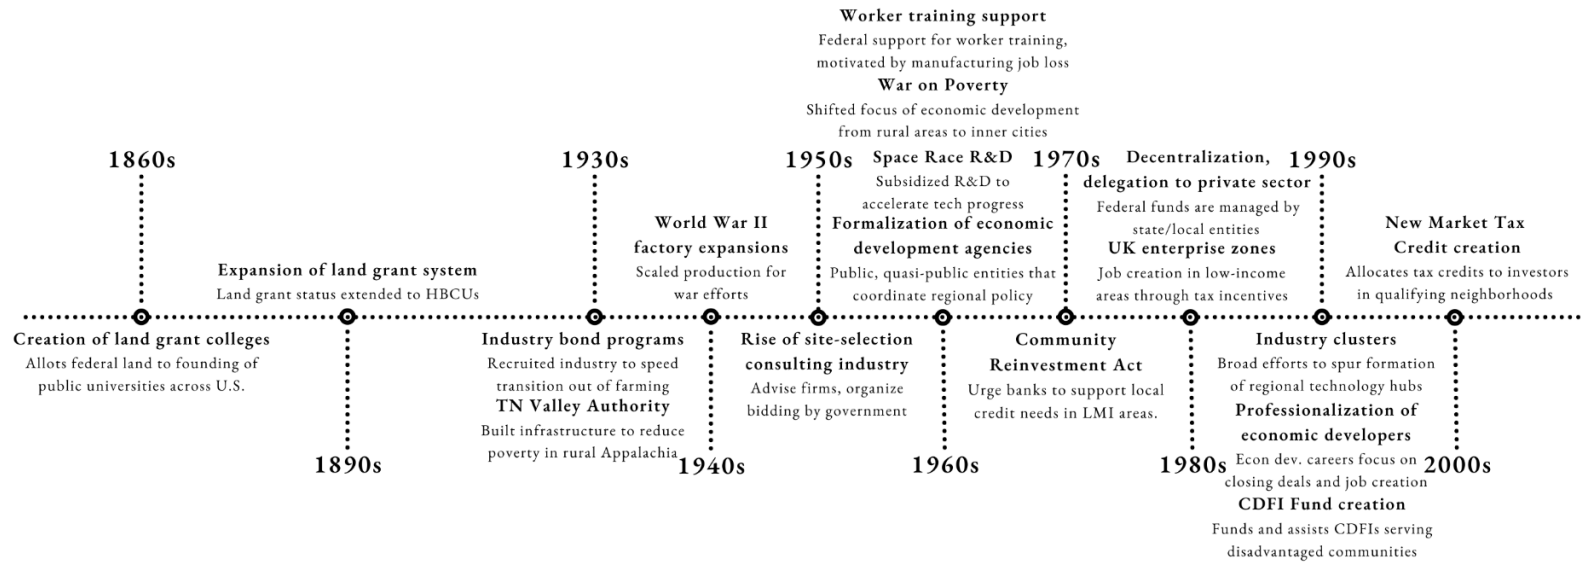 1860s
Creation of land grant colleges
Allots federal land to founding of
public universities across U.S.
Expansion of land grant system
Land grant status extended to HBCUs
1890s
1930s
Industry bond programs
Recruited industry to speed
transition out of farming
TN Valley Authority
Built infrastructure to reduce
poverty in rural Appalachia
World War II
factory expansions
Scaled production for
war efforts
1940s
1950s
Rise of site-selection
consulting industry
Advise firms, organize
bidding by government
Worker training support
Federal support for worker training,
motivated by manufacturing job loss
War on Poverty
Shifted focus of economic development
from rural areas to inner cities
Space Race R&D
Subsidized R&D to
accelerate tech progress
Formalization of economic
development agencies
Public, quasi-public entities that
coordinate regional policy
1960s
1970s
Community
Reinvestment Act
Urge banks to support local
credit needs in LMI areas.
Decentralization,
delegation to private sector
Federal funds are managed by
state/local entities
UK enterprise zones
Job creation in low-income
areas through tax incentives
1980s
1990s
Industry clusters
Broad efforts to spur formation
of regional technology hubs
Professionalization of
economic developers
Econ dev. careers focus on
closing deals and job creation
CDFI Fund creation
Funds and assists CDFIs serving
disadvantaged communities
New Market Tax
Credit creation
Allocates tax credits to investors
in qualifying neighborhoods
2000s